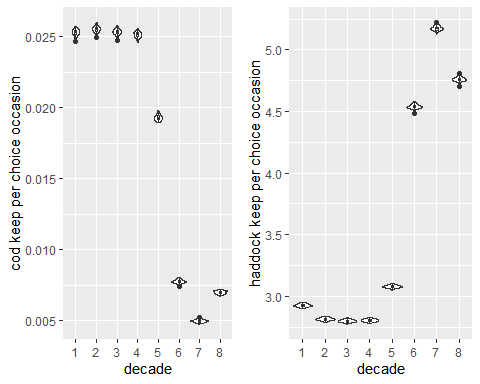 cod keep per choice occasion
0.025
0.020
0.015
0.010
0.005
1 2 3 4 5 6 7 8
decade
haddock keep per choice occasion
5.0
4.5
4.0
3.5
3.0
1 2 3 4 5 6 7 8
decade